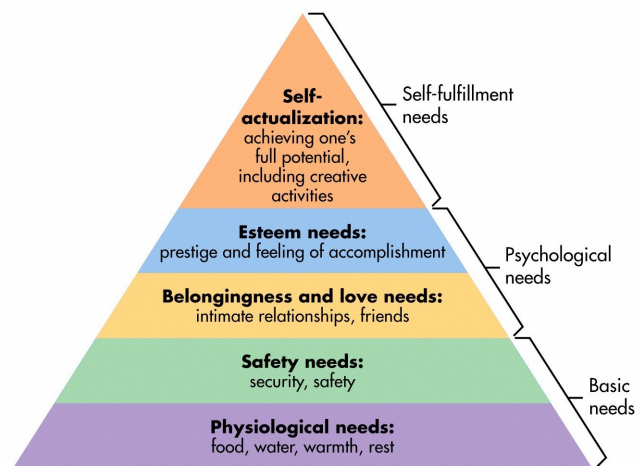 Self-
actualization:
achieving one's
full potential,
including creative
activities
Self-fulfillment
needs
Esteem needs:
prestige and feeling of accomplishment
Belongingness and love needs:
intimate relationships, friends
Psychological
needs
Safety needs:
security, safety
Physiological needs:
food, water, warmth, rest
Basic
needs